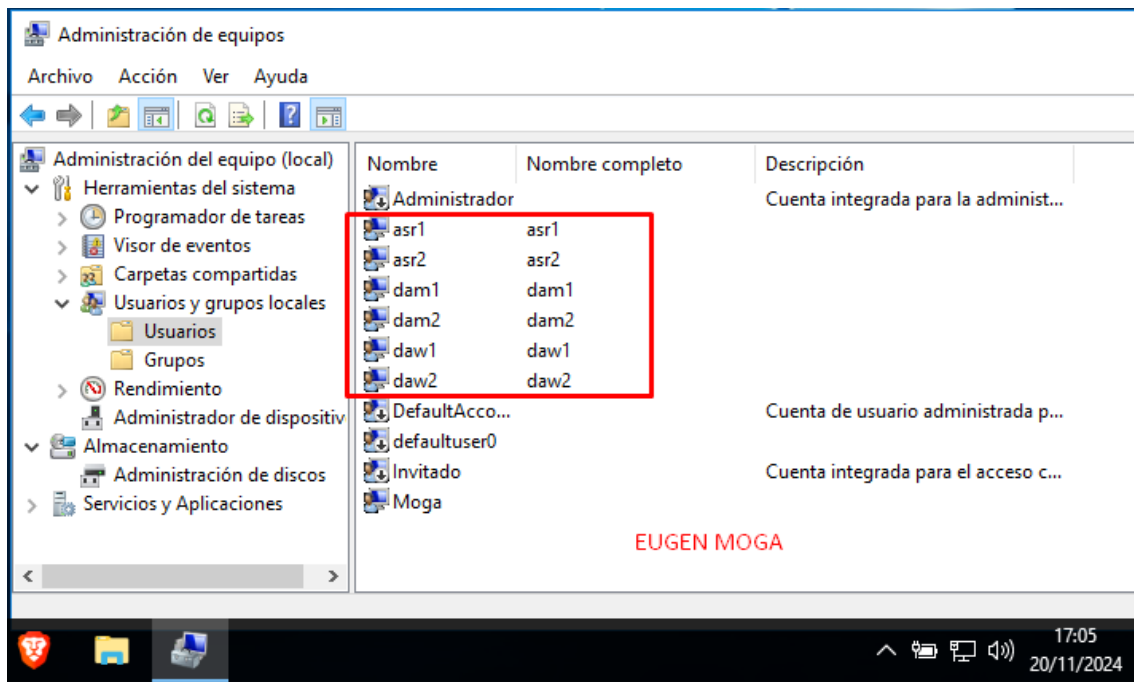 Administración de equipos
Archivo Acción Ver Ayuda
Administración del equipo (local)
Herramientas del sistema
Programador de tareas
Visor de eventos
Carpetas compartidas
Usuarios y grupos locales
Usuarios
Grupos
Rendimiento
Administrador de dispositiv
Almacenamiento
Administración de discos
Servicios y Aplicaciones
Nombre Nombre completo Descripción
Administrador Cuenta integrada para la administ...
asr1 asr1
asr2 asr2
dam1 dam1
dam2 dam2
daw1 daw1
daw2 daw2
DefaultAcco... Cuenta de usuario administrada p...
defaultuser0
Invitado Cuenta integrada para el acceso c...
Moga
EUGEN MOGA
17:05
20/11/2024